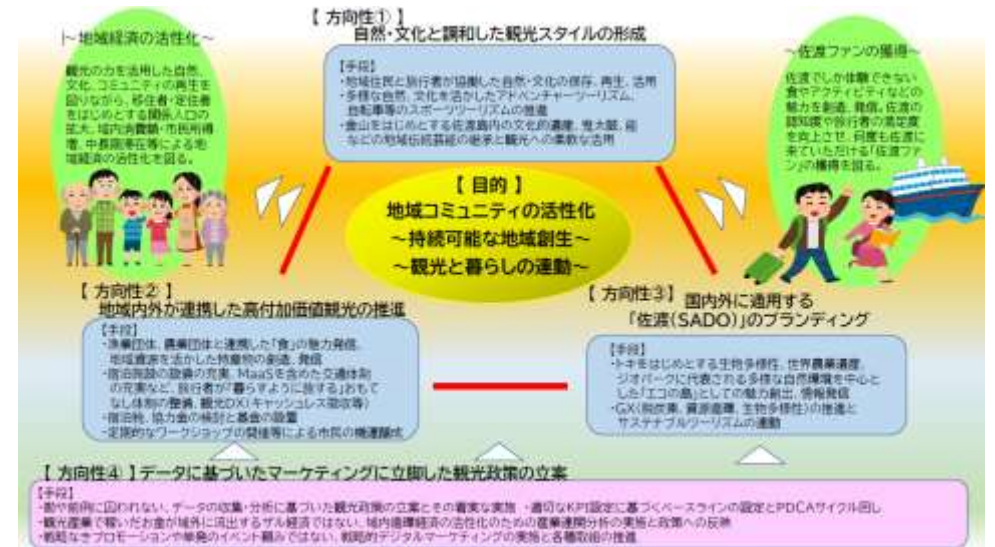 【 方向性① 】
自然・文化と調和した観光スタイルの形成
【手段】
・地域住民と旅行者が協働した自然・文化の保存、再生、活用
・多様な自然、文化を活かしたアドベンチャーツーリズム、
自転車等のスポーツツーリズムの推進
・金山をはじめとする佐渡島内の文化的遺産、鬼太鼓、能
などの地域伝統芸能の継承と観光への柔軟な活用
～地域経済の活性化～
観光の力を活用した自然、
文化、コミュニティの再生を
図りながら、移住者・定住者
をはじめとする関係人口の
拡大、域内消費額・市民所得
増、中長期滞在等による地
域経済の活性化を図る。
～佐渡ファンの獲得～
佐渡でしか体験できない
食やアクティビティなどの
魅力を創造、発信。佐渡の
認知度や旅行者の満足度
を向上させ、何度も佐渡に
来ていただける「佐渡ファ
ン」の獲得を図る。
【 目的 】
地域コミュニティの活性化
～持続可能な地域創生～
～観光と暮らしの連動～
【 方向性② 】
地域内外が連携した高付加価値観光の推進
【手段】
・漁業団体、農業団体と連携した「食」の魅力発信、
地域資源を活かした特産物の創造、発信
・宿泊施設の設備の充実、MaaSを含めた交通体制
の充実など、旅行者が「暮らすように旅する」おもて
なし体制の整備、観光DX(キャッシュレス環境等)
・宿泊税、協力金の検討と基金の設置
・定期的なワークショップの開催等による市民の機運醸成
【 方向性③ 】
国内外に通用する
「佐渡(SADO)」のブランディング
【手段】
・トキをはじめとする生物多様性、世界農業遺産、
ジオパークに代表される多様な自然環境を中心と
した「エコの島」としての魅力創出、情報発信
・GX(脱炭素、資源循環、生物多様性)の推進と
サステナブルツーリズムの連動
【 方向性④ 】データに基づいたマーケティングに立脚した観光政策の立案
【手段】
・勘や前例に囚われない、データの収集・分析に基づいた観光政策の立案とその着実な実施 ・適切なKPI設定に基づくベースラインの設定とPDCAサイクル回し
・観光産業で稼いだお金が域外に流出するザル経済ではない、域内循環経済の活性化のための産業連関分析の実施と政策への反映
・戦略なきプロモーションや単発のイベント頼みではない、戦略的デジタルマーケティングの実施と各種取組の推進